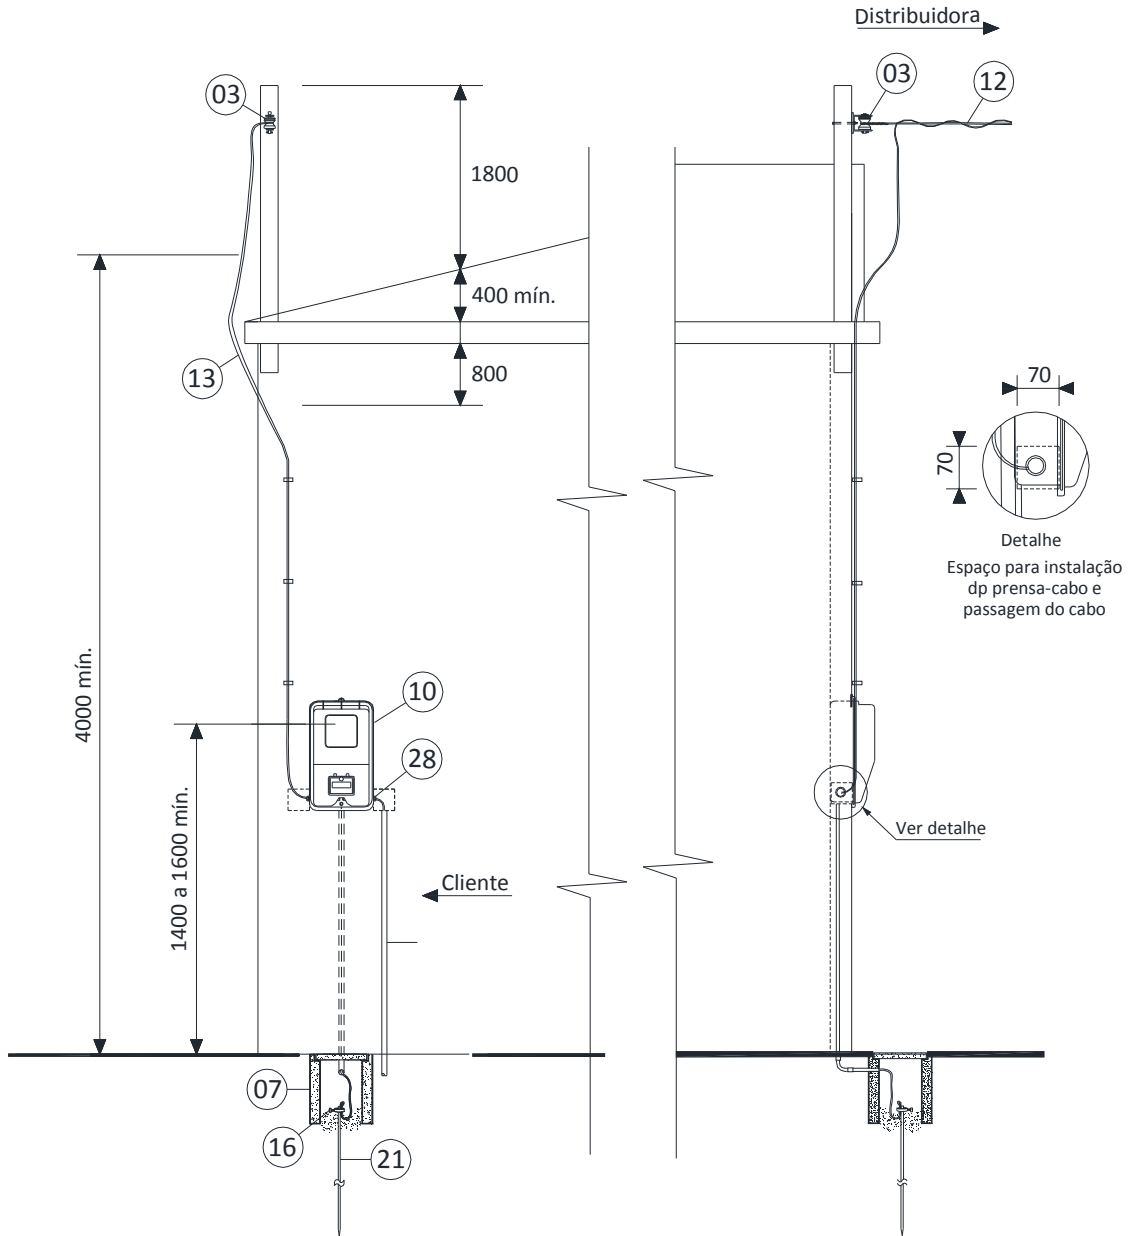 Distribuidora
03
03
12
1800
400 mín.
13
800
70
70
Detalhe
Espaço para instalação
dp prensa-cabo e
passagem do cabo
4000 mín.
10
28
1400 a 1600 mín.
Ver detalhe
Cliente
07
16
21